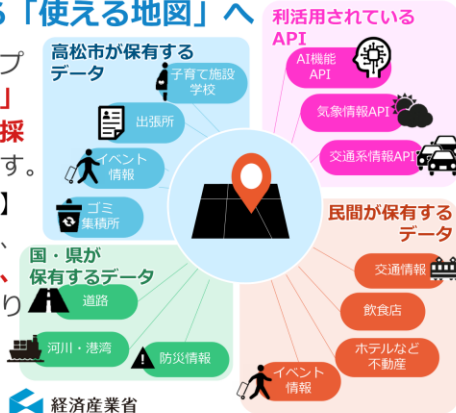 「使える地図」へ
プ
」
採
す。
】
、
、
り
高松市が保有する
データ
子育て施設
学校
出張所
イベント
情報
ゴミ
集積所
利活用されている
API
AI機能
API
気象情報API
交通系情報API
国・県が
保有するデータ
道路
河川・港湾
防災情報
民間が保有する
データ
交通情報
飲食店
ホテルなど
不動産
イベント
情報
経済産業省